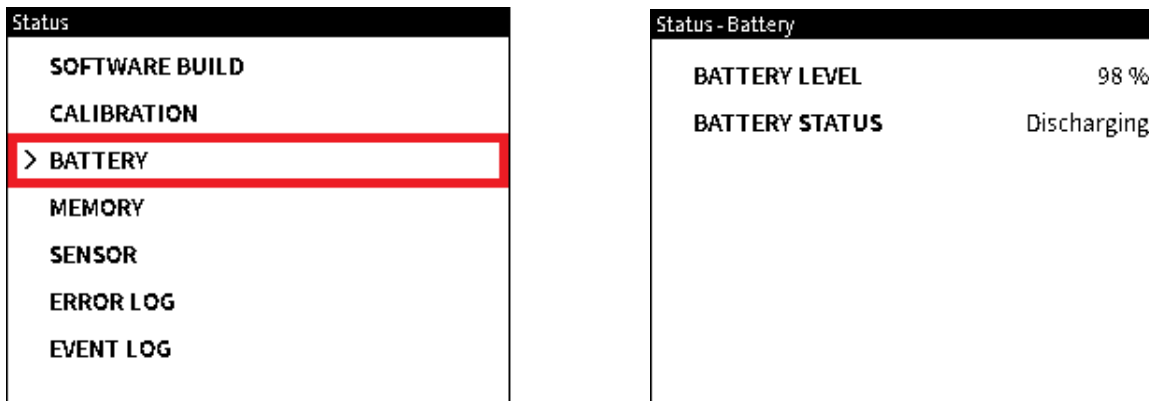 Status
SOFTWARE BUILD
CALIBRATION
> BATTERY
MEMORY
SENSOR
ERROR LOG
EVENT LOG
Status - Battery
BATTERY LEVEL 98 %
BATTERY STATUS Discharging